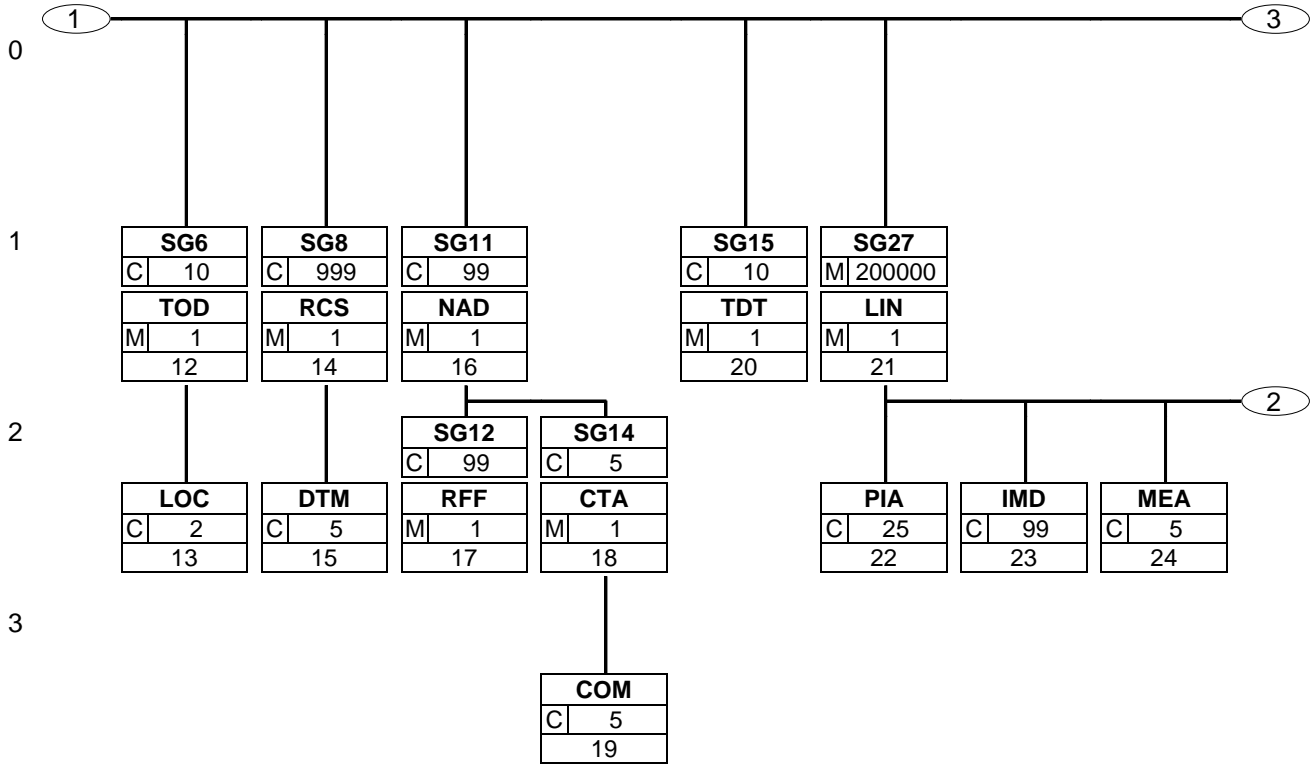 1 3
0
1 SG6 SG8 SG11 SG15 SG27
C 10 C 999 C 99 C 10 M 200000
TOD RCS NAD TDT LIN
M 1 M 1 M 1 M 1 M 1
12 14 16 20 21
2
2 SG12 SG14
C 99 C 5
LOC DTM RFF CTA PIA IMD MEA
C 2 C 5 M 1 M 1 C 25 C 99 C 5
13 15 17 18 22 23 24
3
COM
C 5
19